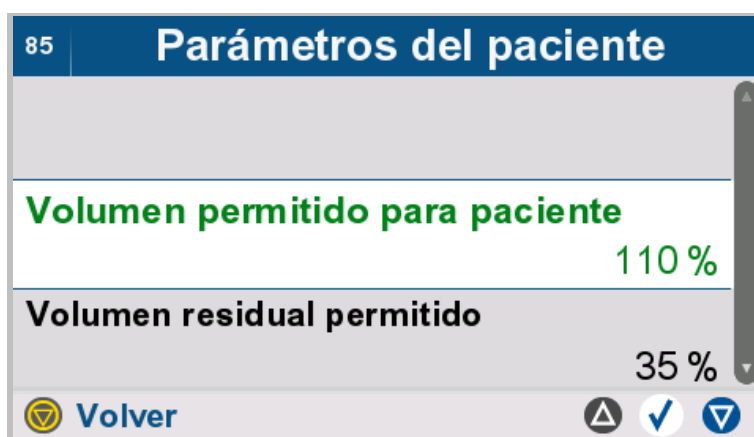 85 Parámetros del paciente
Volumen permitido para paciente
110 %
Volumen residual permitido
35 %
Volver